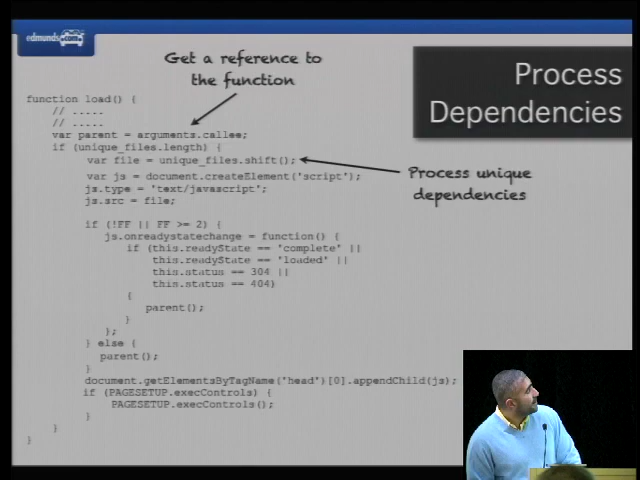 edmunds.com
Get a reference to
the function
Process
Dependencies
function load() {
// .....
// .....
var parent = arguments.callee;
if (unique_files.length) {
var file = unique_files.shift();
Process unique
dependencies
var js = document.createElement('script');
js.type = 'text/javascript';
js.src = file;
if (!FF || FF >= 2) {
js.onreadystatechange = function() {
if (this.readyState == 'complete' ||
this.readyState == 'loaded' ||
this.status == 304 ||
this.status == 404)
{
parent();
}
};
} else {
parent();
}
document.getElementsByTagName('head')[0].appendChild(js);
if (PAGESETUP.execControls) {
PAGESETUP.execControls();
}
}
}